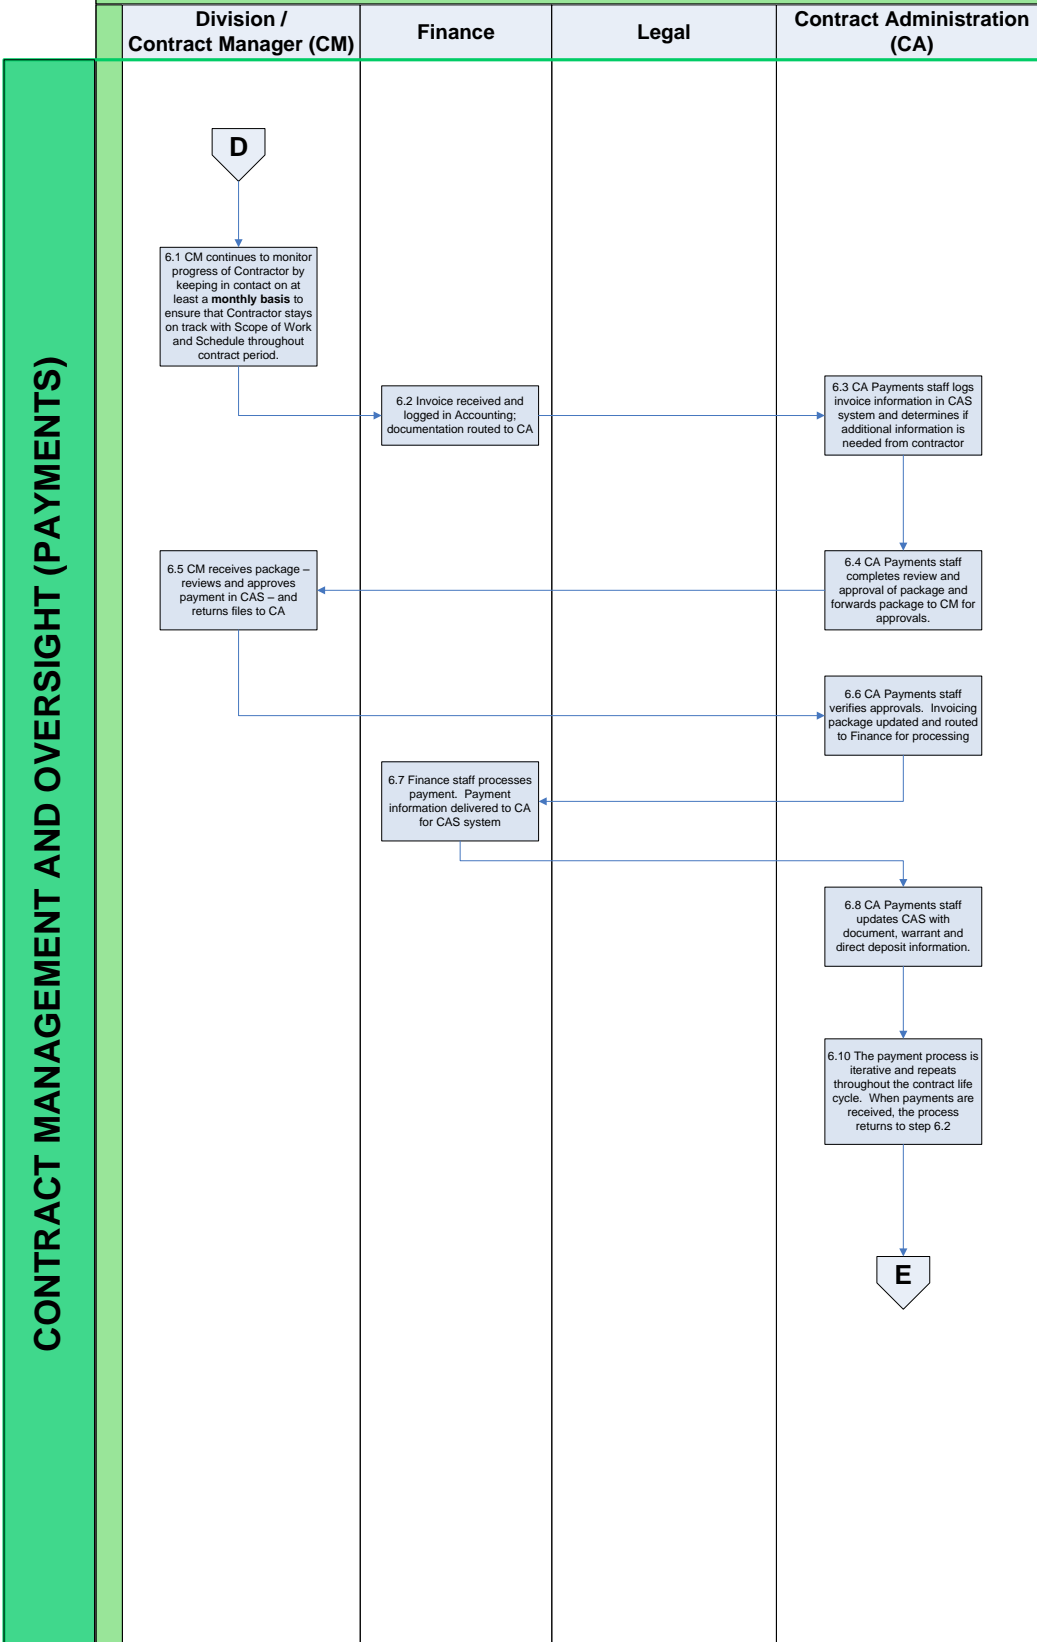 Division /
Contract Manager (CM)
Finance
Legal
Contract Administration
(CA)
CONTRACT MANAGEMENT AND OVERSIGHT (PAYMENTS)
D
6.1 CM continues to monitor
progress of Contractor by
keeping in contact on at
least a monthly basis to
ensure that Contractor stays
on track with Scope of Work
and Schedule throughout
contract period.
6.2 Invoice received and
logged in Accounting;
documentation routed to CA
6.3 CA Payments staff logs
invoice information in CAS
system and determines if
additional information is
needed from contractor
6.4 CA Payments staff
completes review and
approval of package and
forwards package to CM for
approvals.
6.5 CM receives package –
reviews and approves
payment in CAS – and
returns files to CA
6.6 CA Payments staff
verifies approvals.  Invoicing
package updated and routed
to Finance for processing
6.7 Finance staff processes
payment.  Payment
information delivered to CA
for CAS system
6.8 CA Payments staff
updates CAS with
document, warrant and
direct deposit information.
6.10 The payment process is
iterative and repeats
throughout the contract life
cycle.  When payments are
received, the process
returns to step 6.2
E